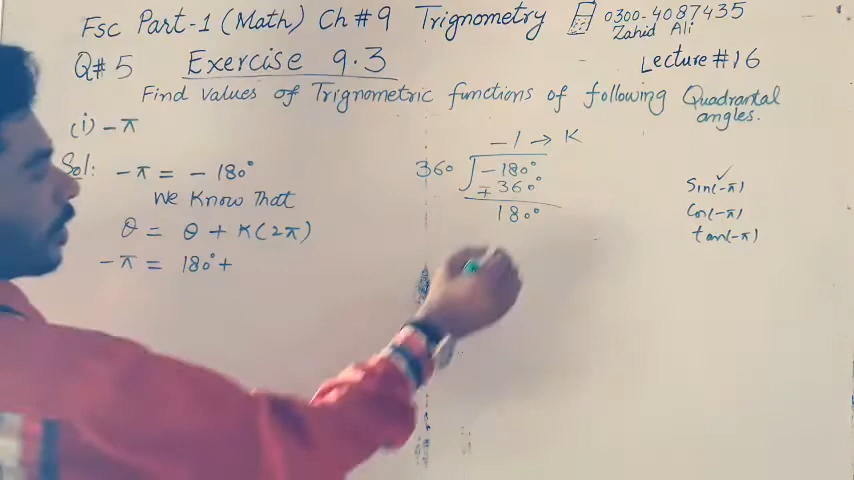 Fsc Part-1 (Math) Ch # 9 Trignometry 0300-4087435
Zahid Ali
Q# 5 Exercise 9.3 Lecture #16
Find values of Trignometric functions of following Quadrantal
angles.
(i) -π
Sol: -π = -180°
We Know That
θ = θ + K(2π)
-π = 180° +
-1 → K
360 -180°
∓360°
180°
Sin(-π) ✓
Cos(-π)
tan(-π)